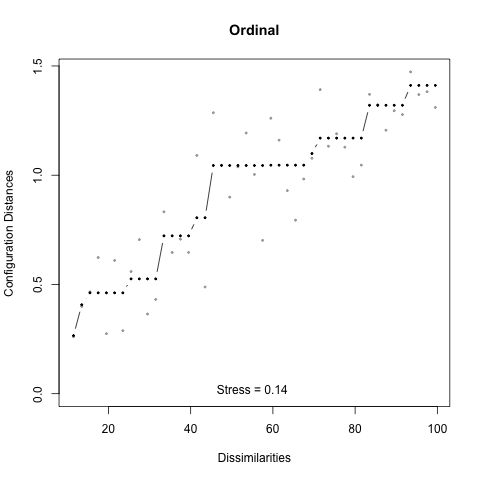 Ordinal
Configuration Distances
1.5
1.0
0.5
0.0
Stress = 0.14
20 40 60 80 100
Dissimilarities